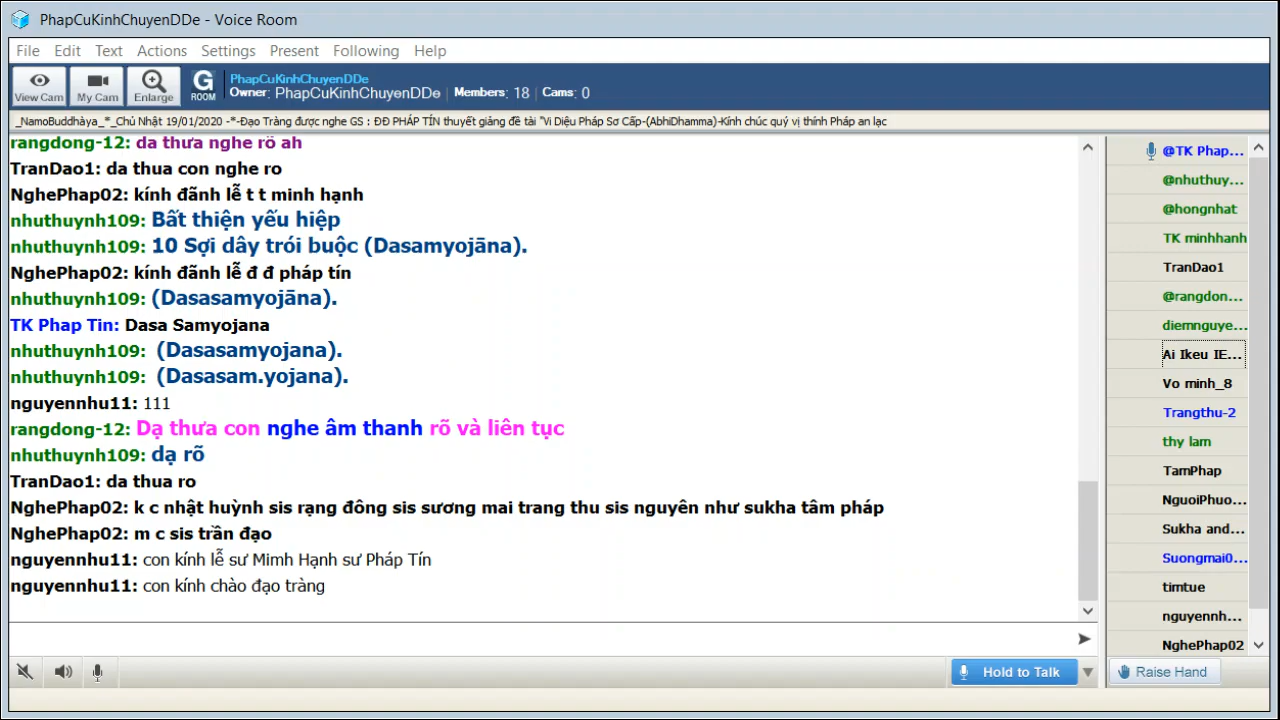 PhapCuKinhChuyenDDe - Voice Room
File Edit Text Actions Settings Present Following Help
View Cam My Cam Enlarge G ROOM
PhapCuKinhChuyenDDe
Owner: PhapCuKinhChuyenDDe Members: 18 Cams: 0
_NamoBuddhàya_*_Chủ Nhật 19/01/2020 -*-Đạo Tràng được nghe GS : ĐĐ PHÁP TÍN thuyết giảng đề tài "Vi Diệu Pháp Sơ Cấp-(AbhiDhamma)-Kính chúc quý vị thính Pháp an lạc
rangdong-12: da thưa nghe rõ ah
TranDao1: da thua con nghe ro
NghePhap02: kính đãnh lễ t t minh hạnh
nhuthuynh109: Bất thiện yếu hiệp
nhuthuynh109: 10 Sợi dây trói buộc (Dasamyojāna).
NghePhap02: kính đãnh lễ đ đ pháp tín
nhuthuynh109: (Dasasamyojāna).
TK Phap Tin: Dasa Samyojana
nhuthuynh109: (Dasasamyojana).
nhuthuynh109: (Dasasam.yojana).
nguyennhu11: 111
rangdong-12: Dạ thưa con nghe âm thanh rõ và liên tục
nhuthuynh109: dạ rõ
TranDao1: da thua ro
NghePhap02: k c nhật huỳnh sis rạng đông sis sương mai trang thu sis nguyên như sukha tâm pháp
NghePhap02: m c sis trần đạo
nguyennhu11: con kính lễ sư Mimh Hạnh sư Pháp Tín
nguyennhu11: con kính chào đạo tràng
@TK Phap...
@nhuthuy...
@hongnhat
TK minhhanh
TranDao1
@rangdon...
diemnguye...
Ai Ikeu IE...
Vo minh_8
Trangthu-2
thy lam
TamPhap
NguoiPhuo...
Sukha and...
Suongmai0...
timtue
nguyennh...
NghePhap02
Hold to Talk
Raise Hand